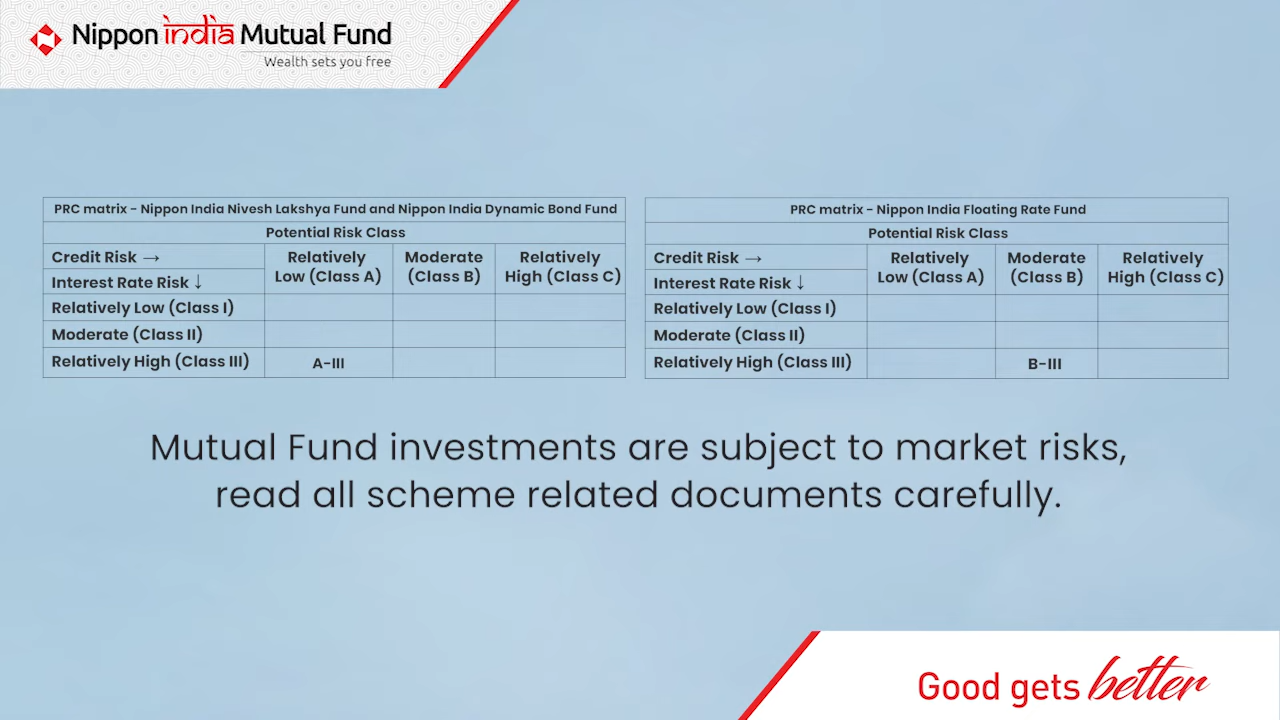 Nippon india Mutual Fund
Wealth sets you free
PRC matrix - Nippon India Nivesh Lakshya Fund and Nippon India Dynamic Bond Fund
Potential Risk Class
Credit Risk →
Interest Rate Risk ↓
Relatively Low (Class A)
Moderate (Class B)
Relatively High (Class C)
Relatively Low (Class I)
Moderate (Class II)
Relatively High (Class III) A-III
PRC matrix - Nippon India Floating Rate Fund
Potential Risk Class
Credit Risk →
Interest Rate Risk ↓
Relatively Low (Class A)
Moderate (Class B)
Relatively High (Class C)
Relatively Low (Class I)
Moderate (Class II)
Relatively High (Class III) B-III
Mutual Fund investments are subject to market risks,
read all scheme related documents carefully.
Good gets better